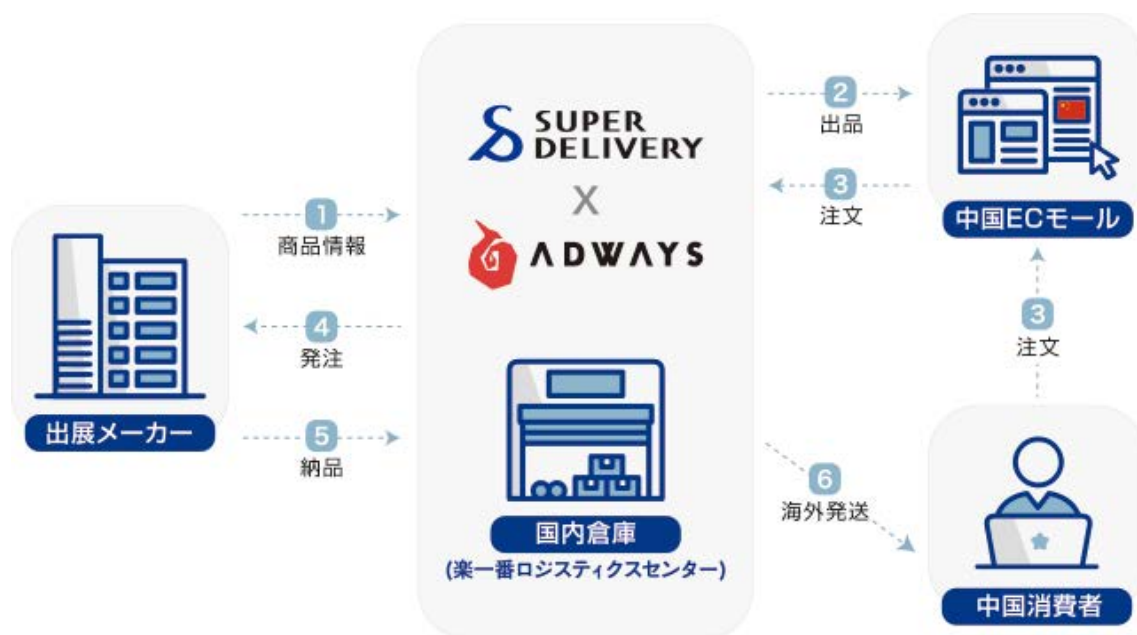 SUPER
DELIVERY
X
ADWAYS
1
商品情報
2
出品
3
注文
中国ECモール
4
発注
3
注文
出展メーカー
5
納品
国内倉庫
(楽一番ロジスティクスセンター)
6
海外発送
中国消費者